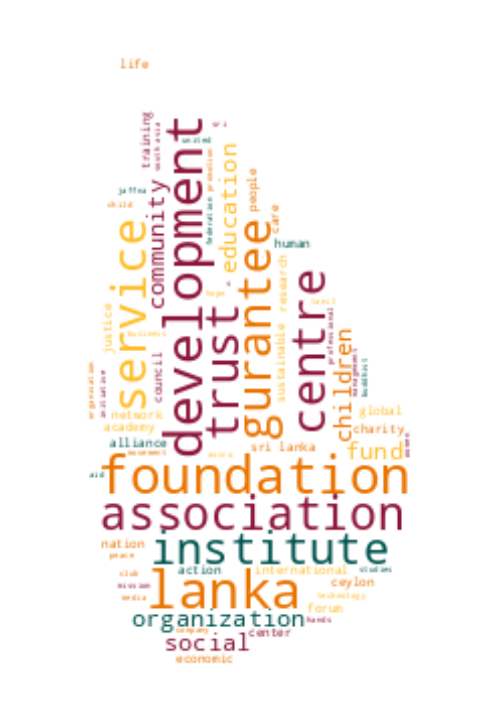 life
training
south asia
sri
united
development
jaffna
child
community
federation
promotion
education
people
care
human
service
trust
gurantee
centre
research
sustainable
hope
tamil
professional
justice
business
council
children
management
buddhist
organisation
initiative
network
academy
global
charity
fund
alliance
movement
micro
sri lanka
aid
foundation
association
institute
nation
peace
action
international
studies
club
mission
media
lanka
ceylon
technology
forum
organization
hands
company
center
social
economic